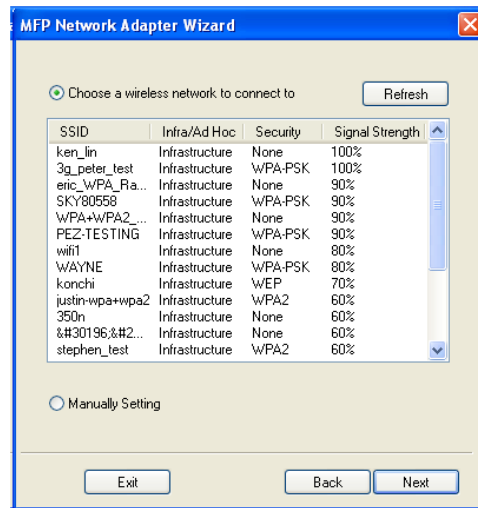 MFP Network Adapter Wizard
Choose a wireless network to connect to
Refresh
SSID Infra/Ad Hoc Security Signal Strength
ken_lin Infrastructure None 100%
3g_peter_test Infrastructure WPA-PSK 100%
eric_WPA_Ra... Infrastructure None 90%
SKY80558 Infrastructure WPA-PSK 90%
WPA+WPA2_... Infrastructure None 90%
PEZ-TESTING Infrastructure WPA-PSK 90%
wifi1 Infrastructure None 80%
WAYNE Infrastructure WPA-PSK 80%
konchi Infrastructure WEP 70%
justin-wpa+wpa2 Infrastructure WPA2 60%
350n Infrastructure None 60%
&#30196;&#2... Infrastructure None 60%
stephen_test Infrastructure WPA2 60%
Manually Setting
Exit
Back
Next